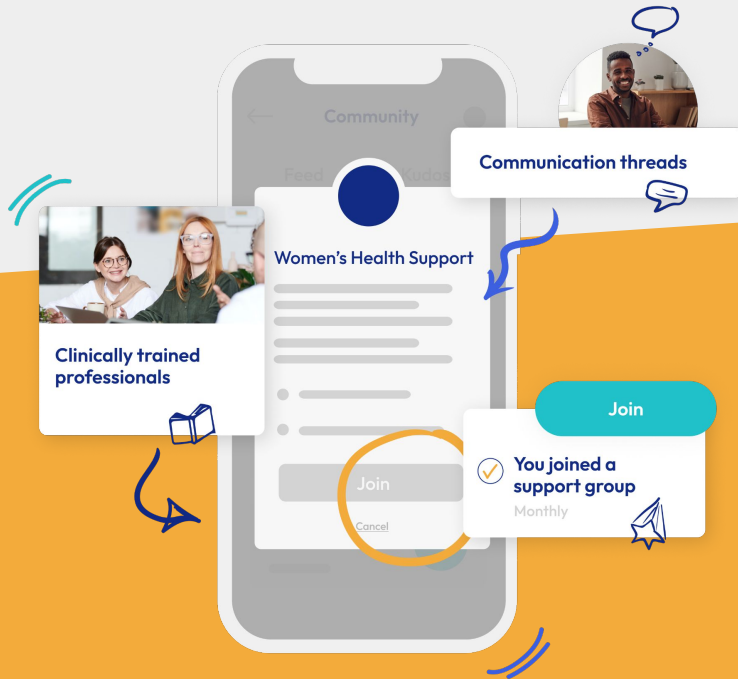 Community
Feed
Kudos
Communication threads
Women's Health Support
Clinically trained
professionals
Join
Cancel
Join
You joined a
support group
Monthly